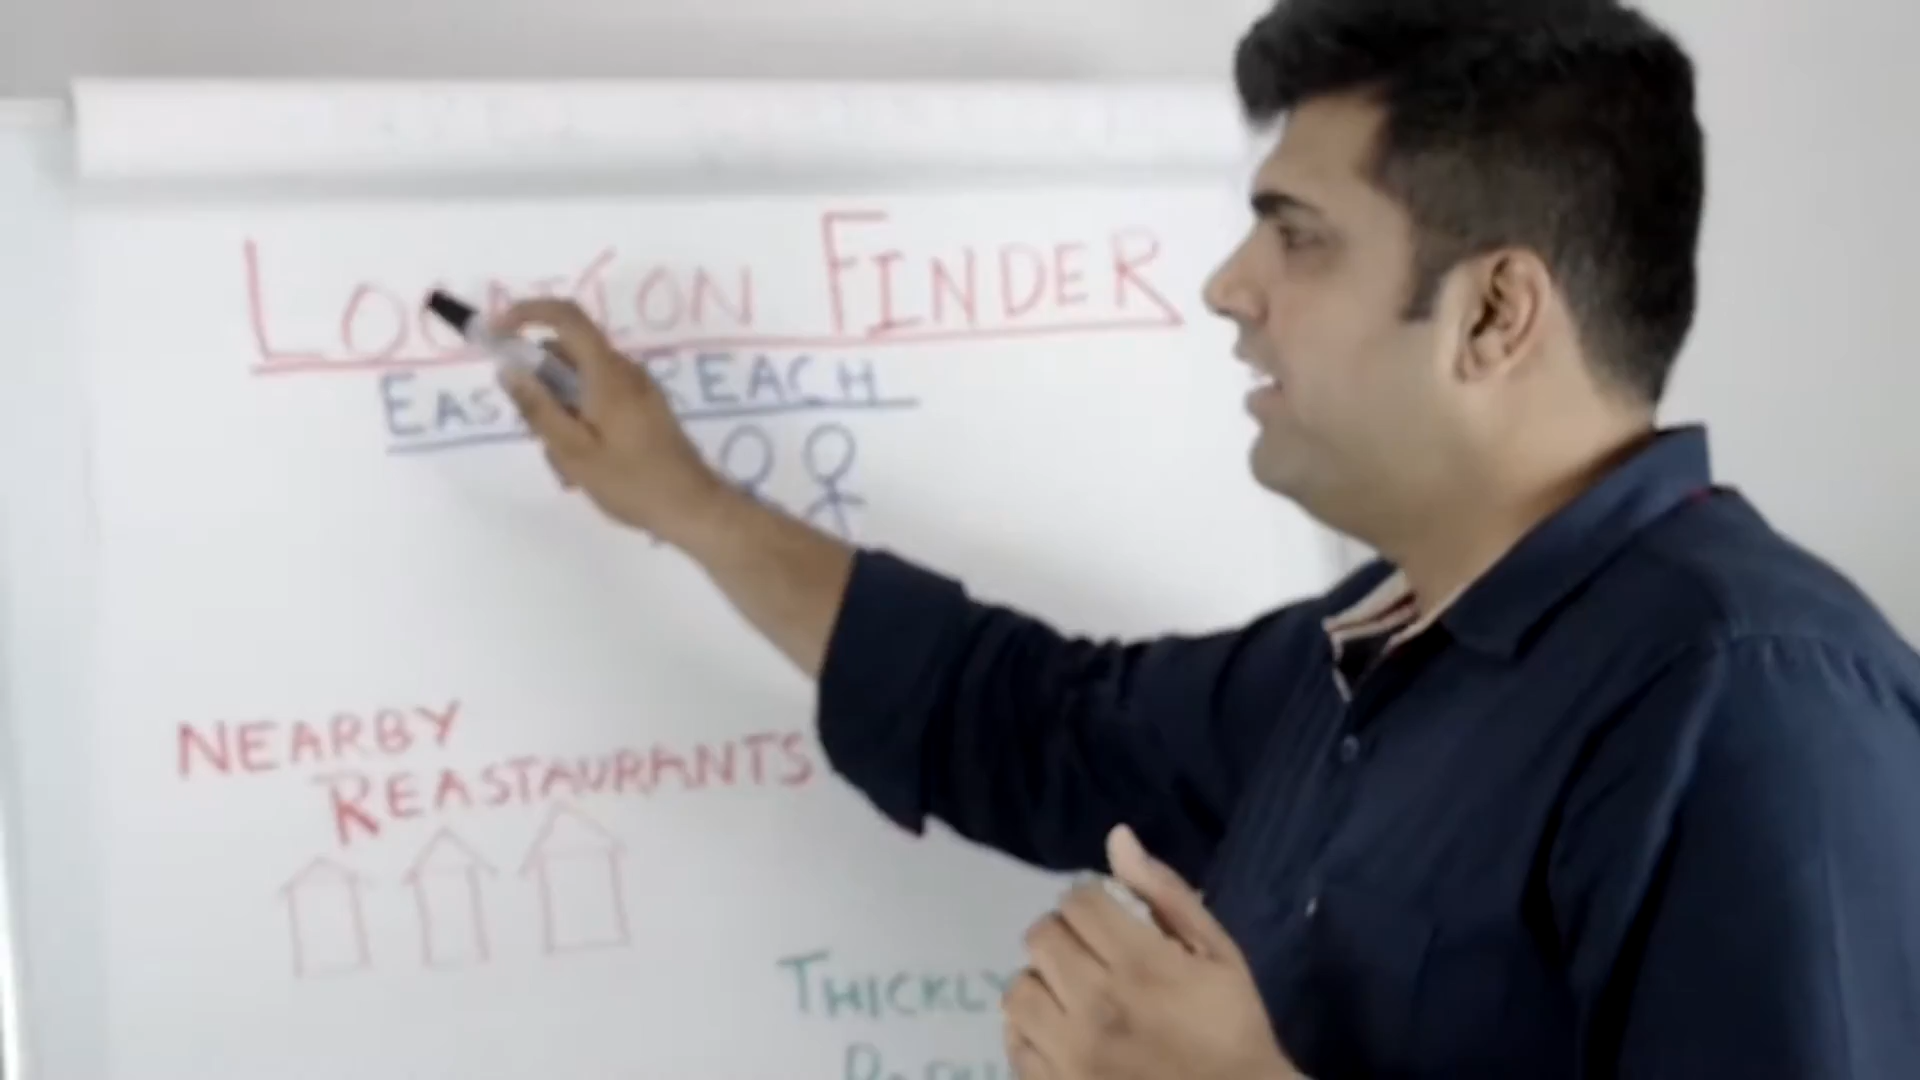 LOCATION FINDER
EASY REACH
NEARBY
REASTAURANTS
THICKLY